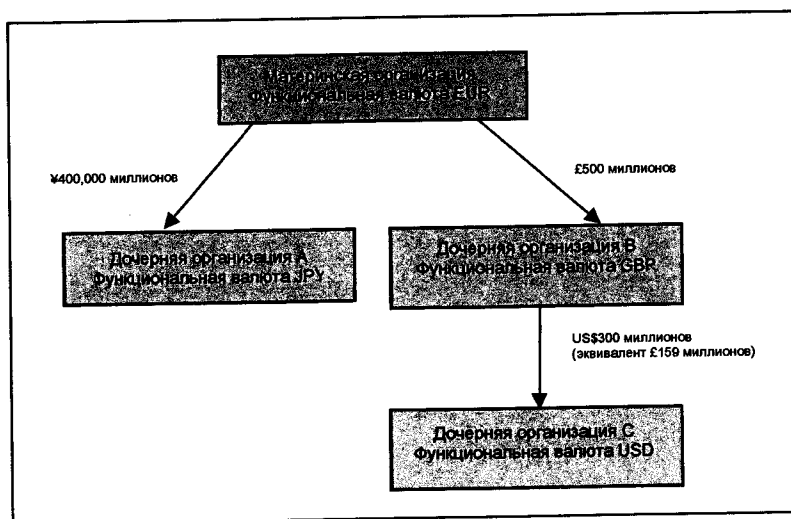 Материнская организация
Функциональная валюта EUR
¥400,000 миллионов
£500 миллионов
Дочерняя организация A
Функциональная валюта JPY
Дочерняя организация B
Функциональная валюта GBP
US$300 миллионов
(эквивалент £159 миллионов)
Дочерняя организация C
Функциональная валюта USD